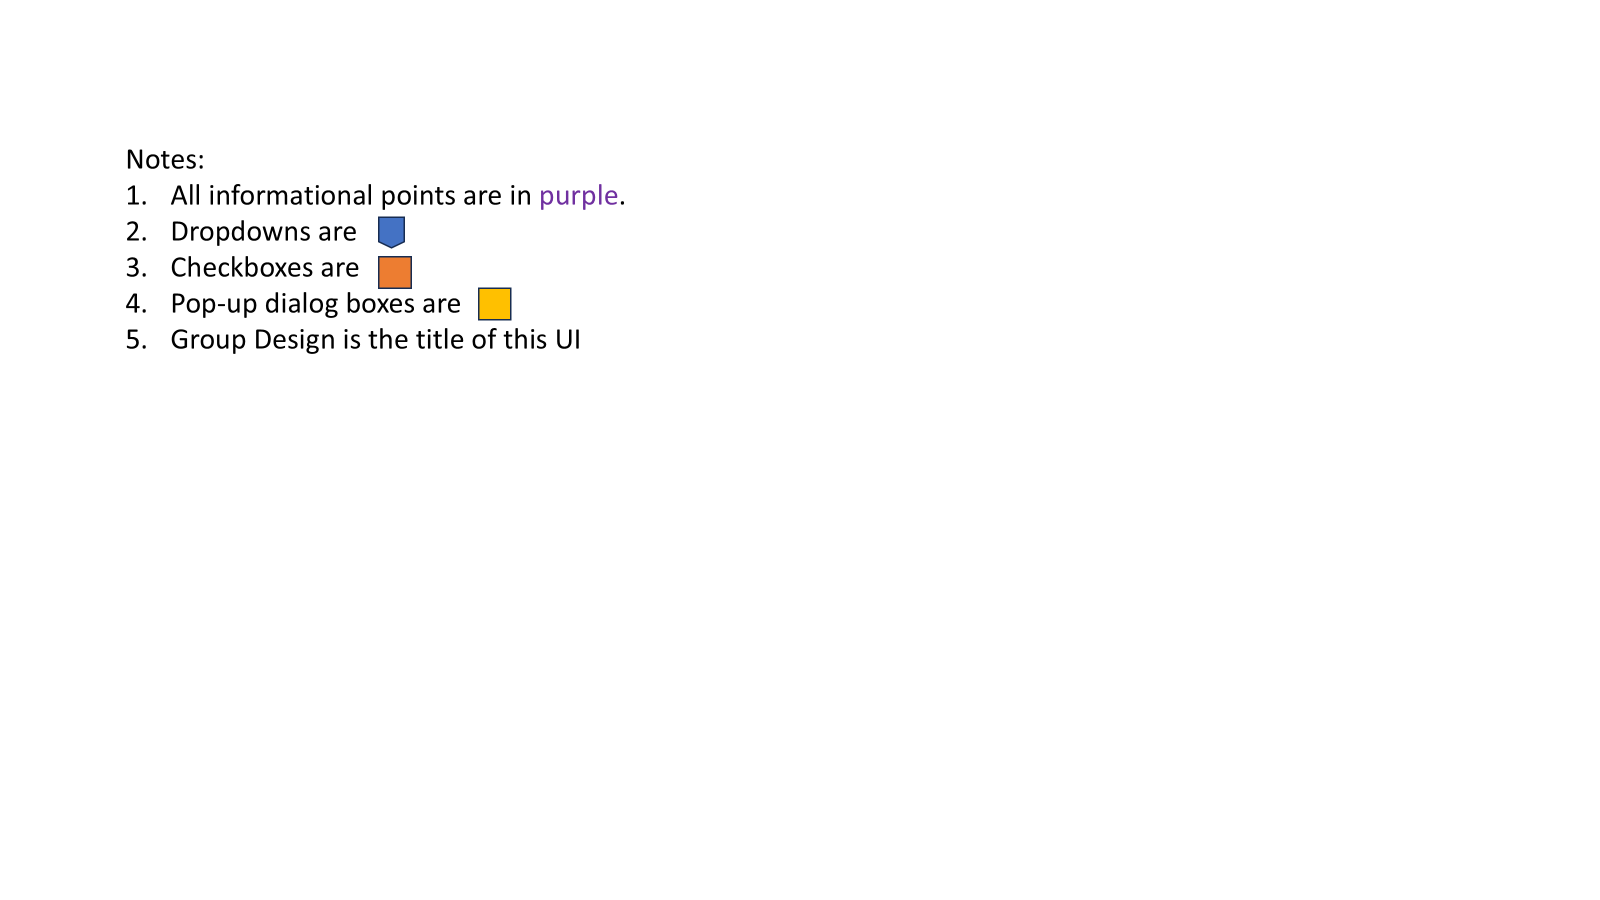 Notes:
1. All informational points are in purple.
2. Dropdowns are
3. Checkboxes are
4. Pop-up dialog boxes are
5. Group Design is the title of this UI